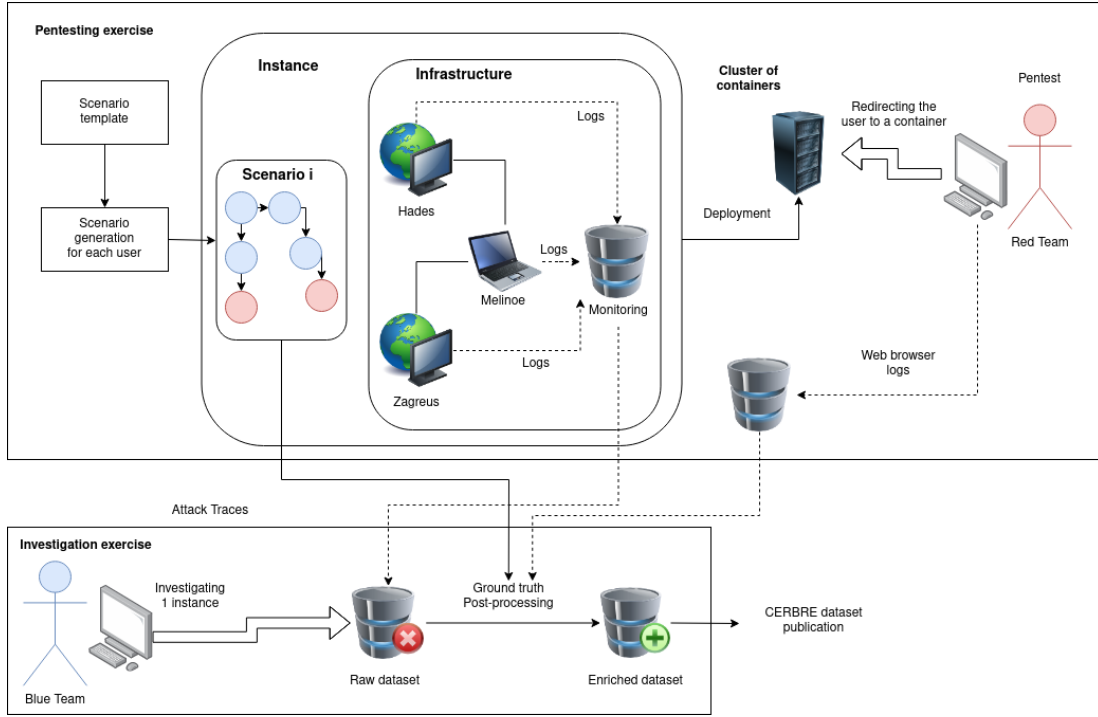 Pentesting exercise
Scenario
template
Scenario
generation
for each user
Instance
Scenario i
Infrastructure
Logs
Hades
Logs
Melinoe
Monitoring
Logs
Zagreus
Cluster of
containers
Deployment
Redirecting the
user to a container
Pentest
Red Team
Web browser
logs
Attack Traces
Investigation exercise
Investigating
1 instance
Blue Team
Raw dataset
Ground truth
Post-processing
Enriched dataset
CERBRE dataset
publication